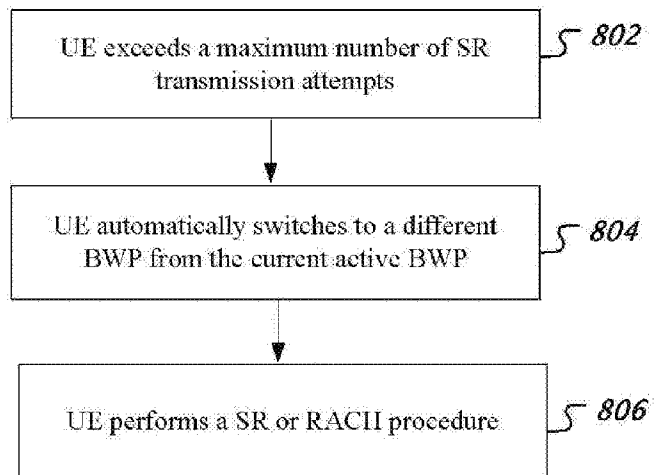 UE exceeds a maximum number of SR
transmission attempts
802
UE automatically switches to a different
BWP from the current active BWP
804
UE performs a SR or RACH procedure
806